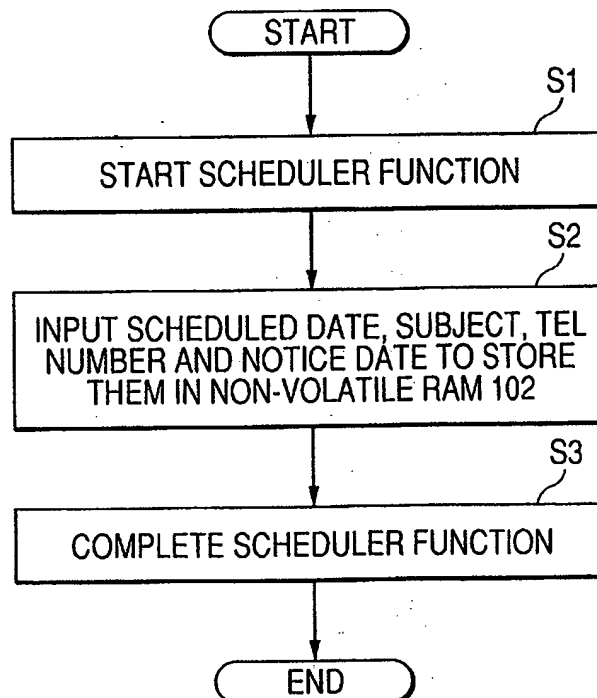 START
S1
START SCHEDULER FUNCTION
S2
INPUT SCHEDULED DATE, SUBJECT, TEL
NUMBER AND NOTICE DATE TO STORE
THEM IN NON-VOLATILE RAM 102
S3
COMPLETE SCHEDULER FUNCTION
END